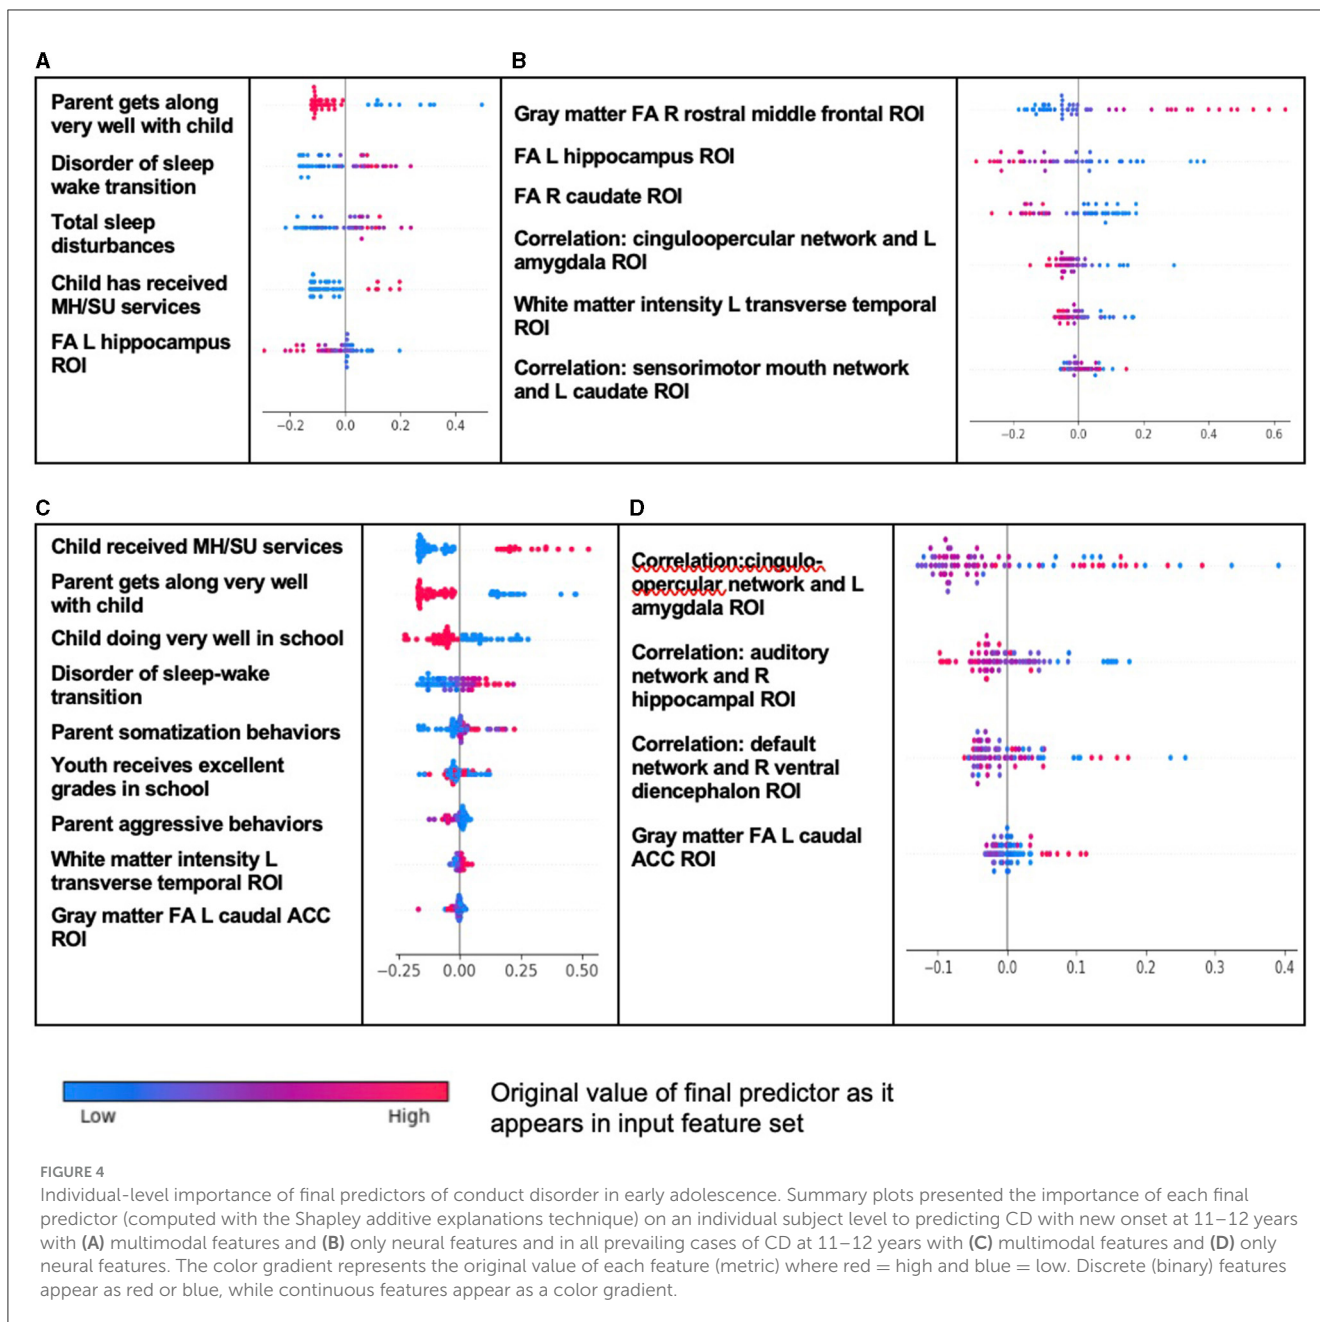 A
Parent gets along
very well with child
Disorder of sleep
wake transition
Total sleep
disturbances
Child has received
MH/SU services
FA L hippocampus
ROI
−0.2 0.0 0.2 0.4
B
Gray matter FA R rostral middle frontal ROI
FA L hippocampus ROI
FA R caudate ROI
Correlation: cinguloopercular network and L
amygdala ROI
White matter intensity L transverse temporal
ROI
Correlation: sensorimotor mouth network
and L caudate ROI
−0.2 0.0 0.2 0.4 0.6
C
Child received MH/SU services
Parent gets along very well
with child
Child doing very well in school
Disorder of sleep-wake
transition
Parent somatization behaviors
Youth receives excellent
grades in school
Parent aggressive behaviors
White matter intensity L
transverse temporal ROI
Gray matter FA L caudal ACC
ROI
−0.25 0.00 0.25 0.50
D
Correlation:cingulo-
opercular network and L
amygdala ROI
Correlation: auditory
network and R
hippocampal ROI
Correlation: default
network and R ventral
diencephalon ROI
Gray matter FA L caudal
ACC ROI
−0.1 0.0 0.1 0.2 0.3 0.4
Low High
Original value of final predictor as it
appears in input feature set
FIGURE 4
Individual-level importance of final predictors of conduct disorder in early adolescence. Summary plots presented the importance of each final
predictor (computed with the Shapley additive explanations technique) on an individual subject level to predicting CD with new onset at 11–12 years
with (A) multimodal features and (B) only neural features and in all prevailing cases of CD at 11–12 years with (C) multimodal features and (D) only
neural features. The color gradient represents the original value of each feature (metric) where red = high and blue = low. Discrete (binary) features
appear as red or blue, while continuous features appear as a color gradient.